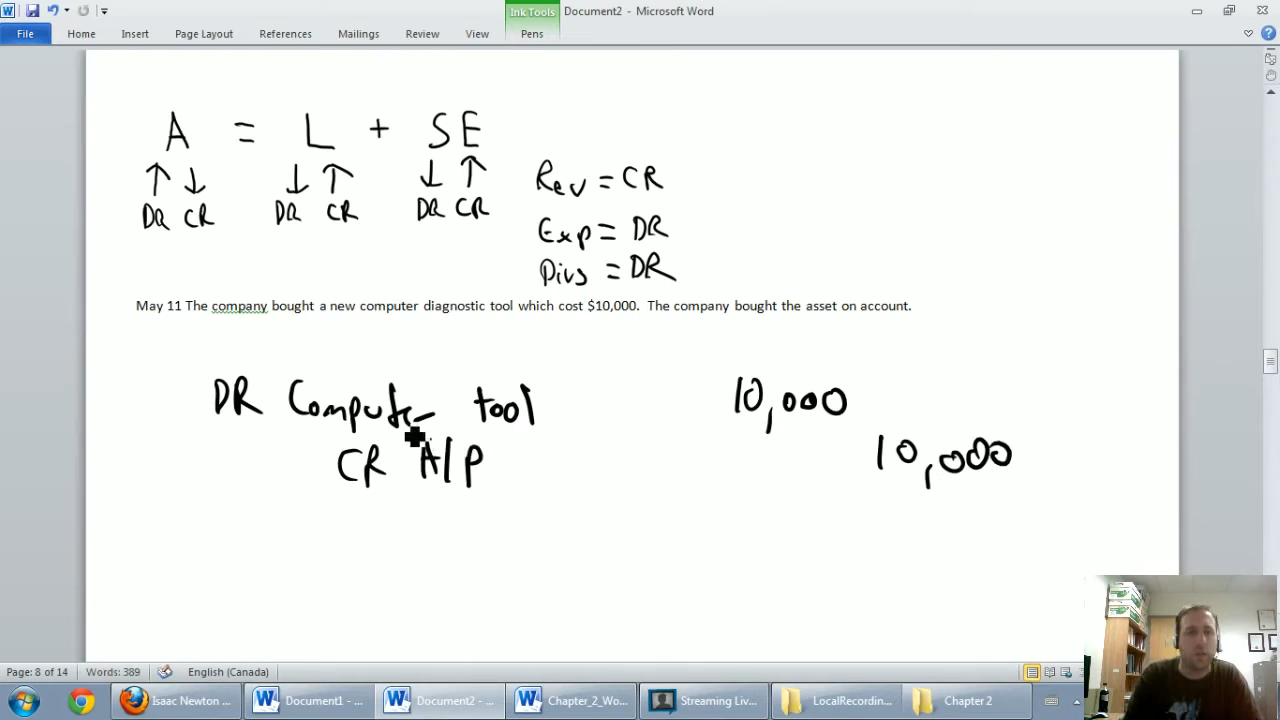 Ink Tools
Document2 - Microsoft Word
File Home Insert Page Layout References Mailings Review View Pens
A = L + SE
DR CR DR CR DR CR
Rev = CR
Exp = DR
Divs = DR
May 11 The company bought a new computer diagnostic tool which cost $10,000. The company bought the asset on account.
DR Computer tool 10,000
CR A/P 10,000
Page: 8 of 14 Words: 389 English (Canada)
Isaac Newton ... Document1 - ... Document2 - ... Chapter_2_Wo... Streaming Liv... LocalRecordin... Chapter 2